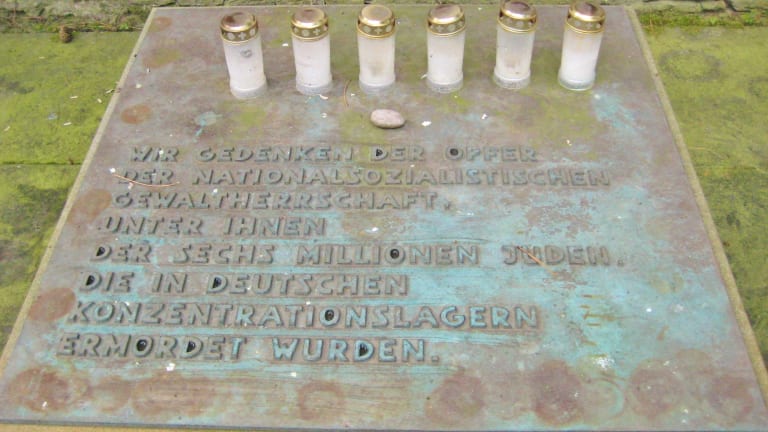 WIR GEDENKEN DER OPFER
DER NATIONALSOZIALISTISCHEN
GEWALTHERRSCHAFT,
UNTER IHNEN
DER SECHS MILLIONEN JUDEN.
DIE IN DEUTSCHEN
KONZENTRATIONSLAGERN
ERMORDET WURDEN.